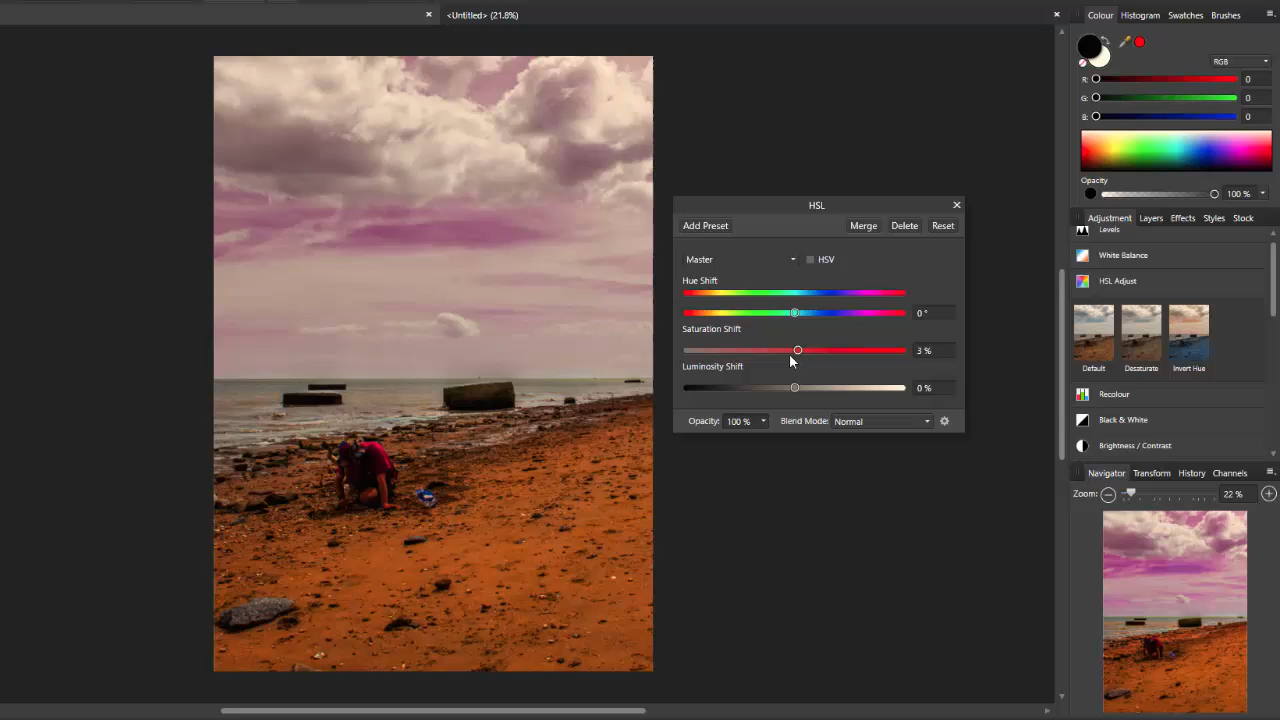 <Untitled> (21.8%)
Colour Histogram Swatches Brushes
RGB
R: 0
G: 0
B: 0
Opacity
100 %
Adjustment Layers Effects Styles Stock
Levels
White Balance
HSL Adjust
Default Desaturate Invert Hue
Recolour
Black & White
Brightness / Contrast
Navigator Transform History Channels
Zoom: 22 %
HSL
Add Preset Merge Delete Reset
Master HSV
Hue Shift
0 °
Saturation Shift
3 %
Luminosity Shift
0 %
Opacity: 100 % Blend Mode: Normal